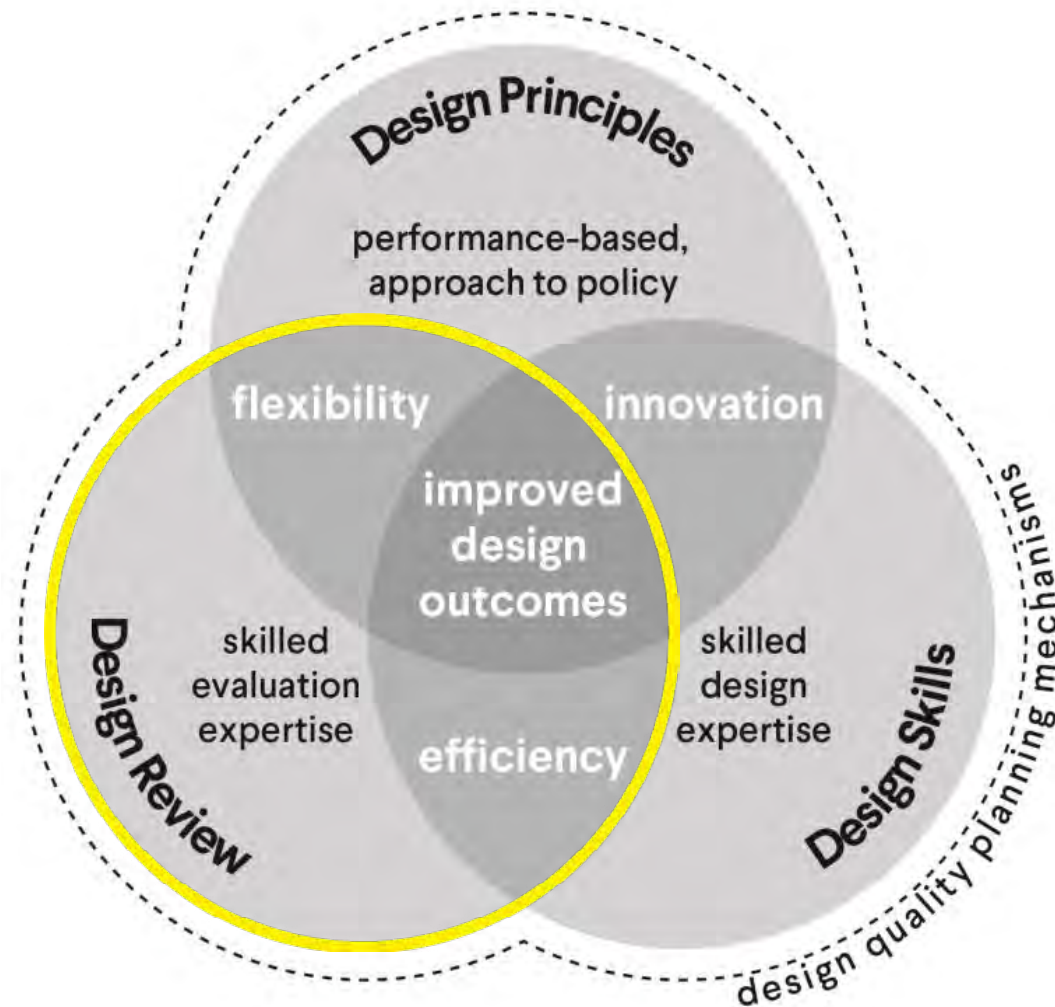 Design Principles
performance-based,
approach to policy
flexibility
innovation
improved
design
outcomes
Design Review
skilled
evaluation
expertise
efficiency
skilled
design
expertise
Design Skills
design quality planning mechanisms